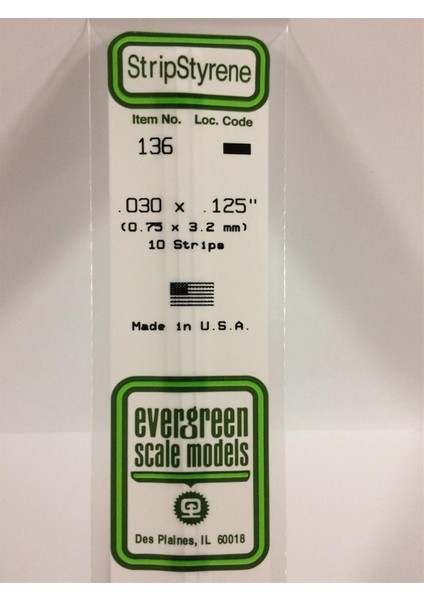 StripStyrene
Item No. Loc. Code
136
.030 x .125"
(0.75 x 3.2 mm)
10 Strips
Made in U.S.A.
evergreen
scale models
Des Plaines, IL 60018